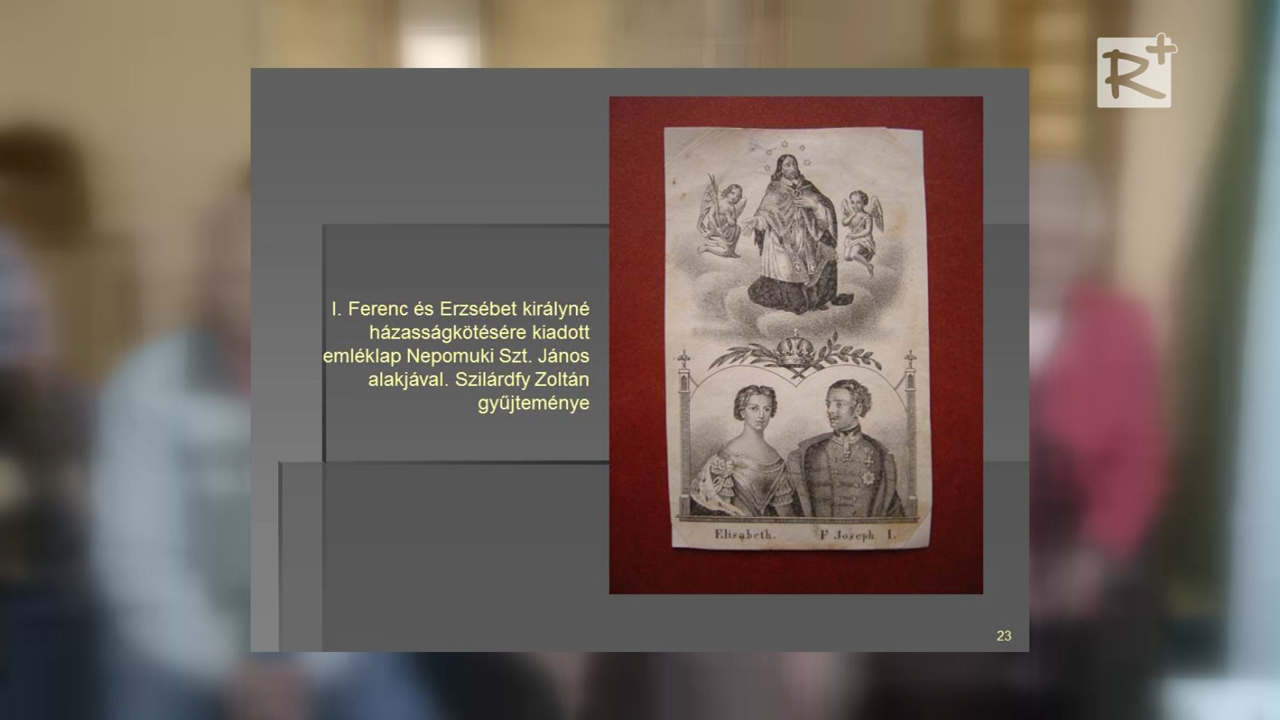 R+
I. Ferenc és Erzsébet királyné
házasságkötésére kiadott
emléklap Nepomuki Szt. János
alakjával. Szilárdfy Zoltán
gyűjteménye
Elisabeth. F Joseph I.
23